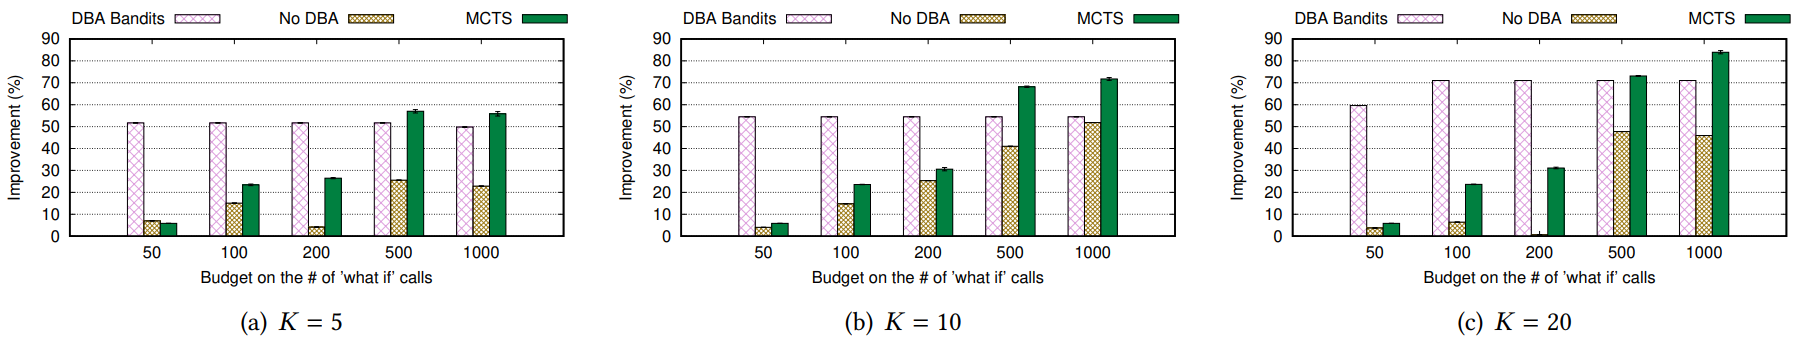 DBA Bandits No DBA MCTS
90
80
70
60
50
40
30
20
10
0
Improvement (%)
50 100 200 500 1000
Budget on the # of 'what if' calls
(a) K = 5
DBA Bandits No DBA MCTS
90
80
70
60
50
40
30
20
10
0
Improvement (%)
50 100 200 500 1000
Budget on the # of 'what if' calls
(b) K = 10
DBA Bandits No DBA MCTS
90
80
70
60
50
40
30
20
10
0
Improvement (%)
50 100 200 500 1000
Budget on the # of 'what if' calls
(c) K = 20